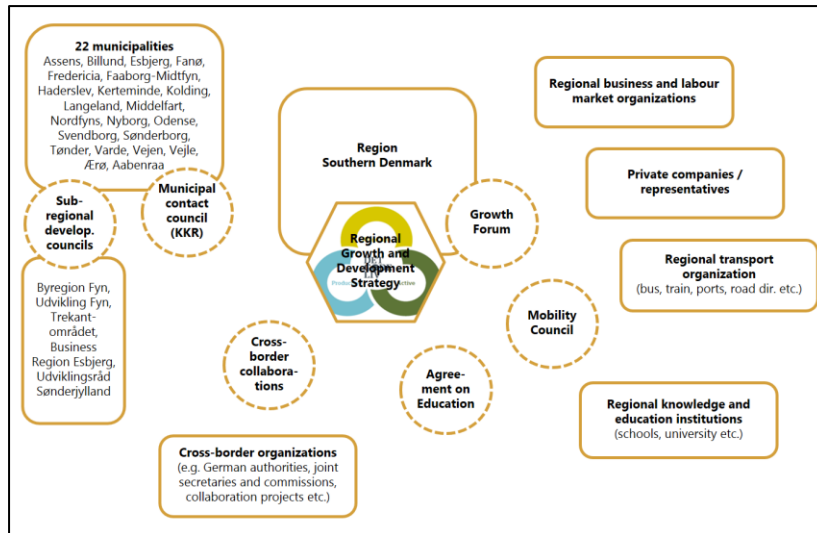 22 municipalities
Assens, Billund, Esbjerg, Fanø,
Fredericia, Faaborg-Midtfyn,
Haderslev, Kerteminde, Kolding,
Langeland, Middelfart,
Nordfyns, Nyborg, Odense,
Svendborg, Sønderborg,
Tønder, Varde, Vejen, Vejle,
Ærø, Aabenraa
Sub-
regional
develop.
councils
Municipal
contact
council
(KKR)
Byregion Fyn,
Udvikling Fyn,
Trekant-
området,
Business
Region Esbjerg,
Udviklingsråd
Sønderjylland
Region
Southern Denmark
Regional
Growth and
Development
Strategy
Growth
Forum
Mobility
Council
Cross-
border
collabora-
tions
Agree-
ment on
Education
Cross-border organizations
(e.g. German authorities, joint
secretaries and commissions,
collaboration projects etc.)
Regional business and labour
market organizations
Private companies /
representatives
Regional transport
organization
(bus, train, ports, road dir. etc.)
Regional knowledge and
education institutions
(schools, university etc.)